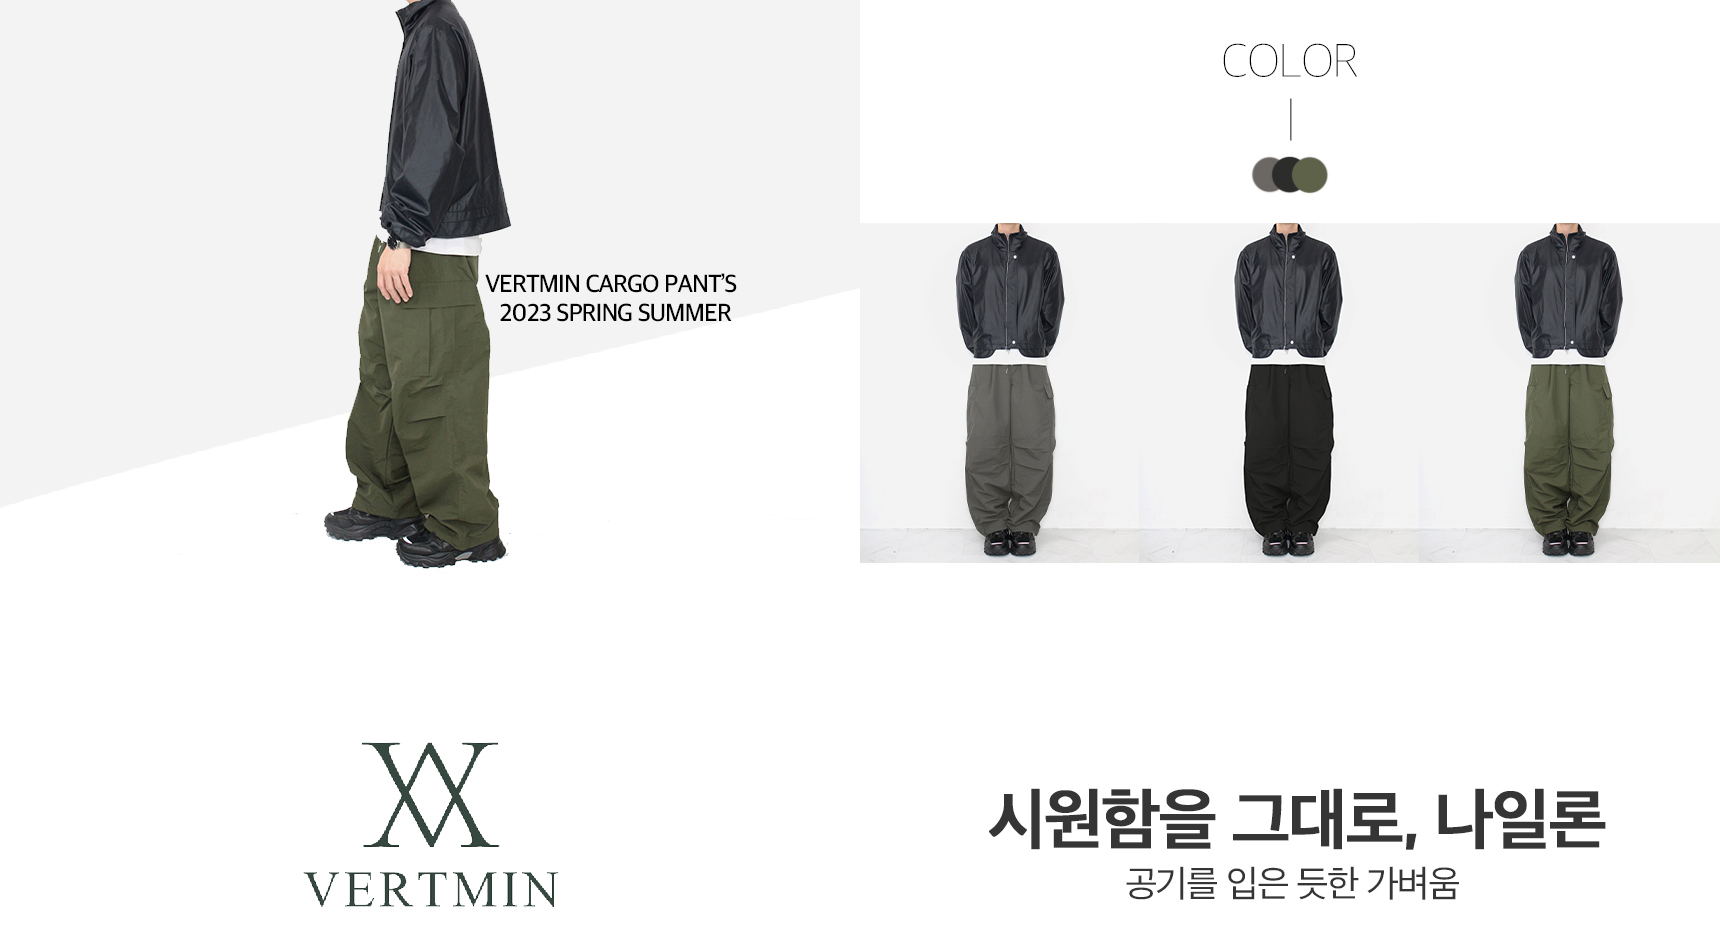 VERTMIN CARGO PANT’S
2023 SPRING SUMMER
VERTMIN
COLOR
시원함을 그대로, 나일론
공기를 입은 듯한 가벼움